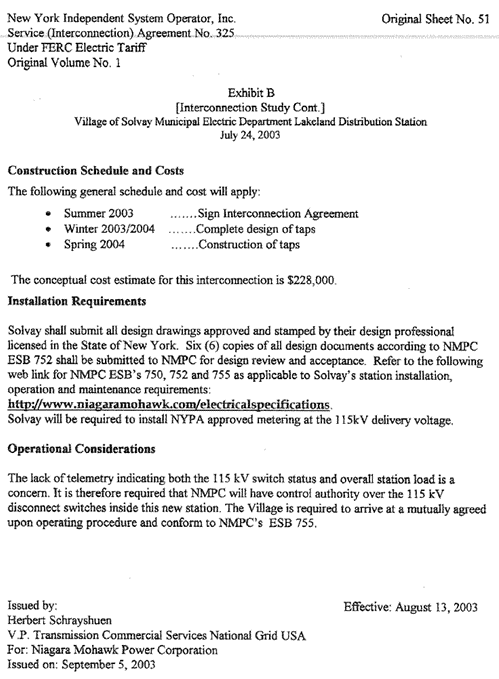 New York Independent System Operator, Inc. Original Sheet No. 51
Service (Interconnection) Agreement No. 325
Under FERC Electric Tariff
Original Volume No. 1
Exhibit B
[Interconnection Study Cont.]
Village of Solvay Municipal Electric Department Lakeland Distribution Station
July 24, 2003
Construction Schedule and Costs
The following general schedule and cost will apply:
• Summer 2003 .......Sign Interconnection Agreement
• Winter 2003/2004 .......Complete design of taps
• Spring 2004 .......Construction of taps
The conceptual cost estimate for this interconnection is $228,000.
Installation Requirements
Solvay shall submit all design drawings approved and stamped by their design professional
licensed in the State of New York. Six (6) copies of all design documents according to NMPC
ESB 752 shall be submitted to NMPC for design review and acceptance. Refer to the following
web link for NMPC ESB's 750, 752 and 755 as applicable to Solvay's station installation,
operation and maintenance requirements:
http://www.niagaramohawk.com/electricalspecifications.
Solvay will be required to install NYPA approved metering at the 115kV delivery voltage.
Operational Considerations
The lack of telemetry indicating both the 115 kV switch status and overall station load is a
concern. It is therefore required that NMPC will have control authority over the 115 kV
disconnect switches inside this new station. The Village is required to arrive at a mutually agreed
upon operating procedure and conform to NMPC's ESB 755.
Issued by: Effective: August 13, 2003
Herbert Schrayshuen
V.P. Transmission Commercial Services National Grid USA
For: Niagara Mohawk Power Corporation
Issued on: September 5, 2003